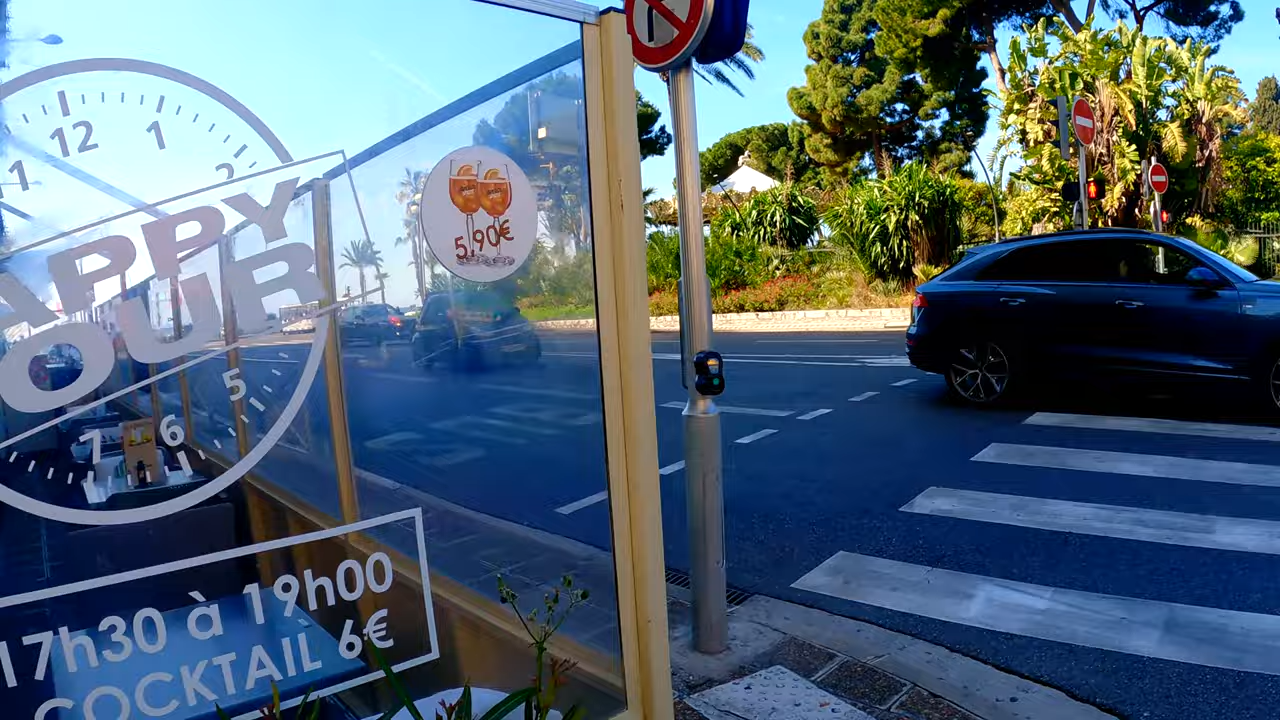 12
1
2
APPY
OUR
5
6
7
5,90€
17h30 à 19h00
COCKTAIL 6€